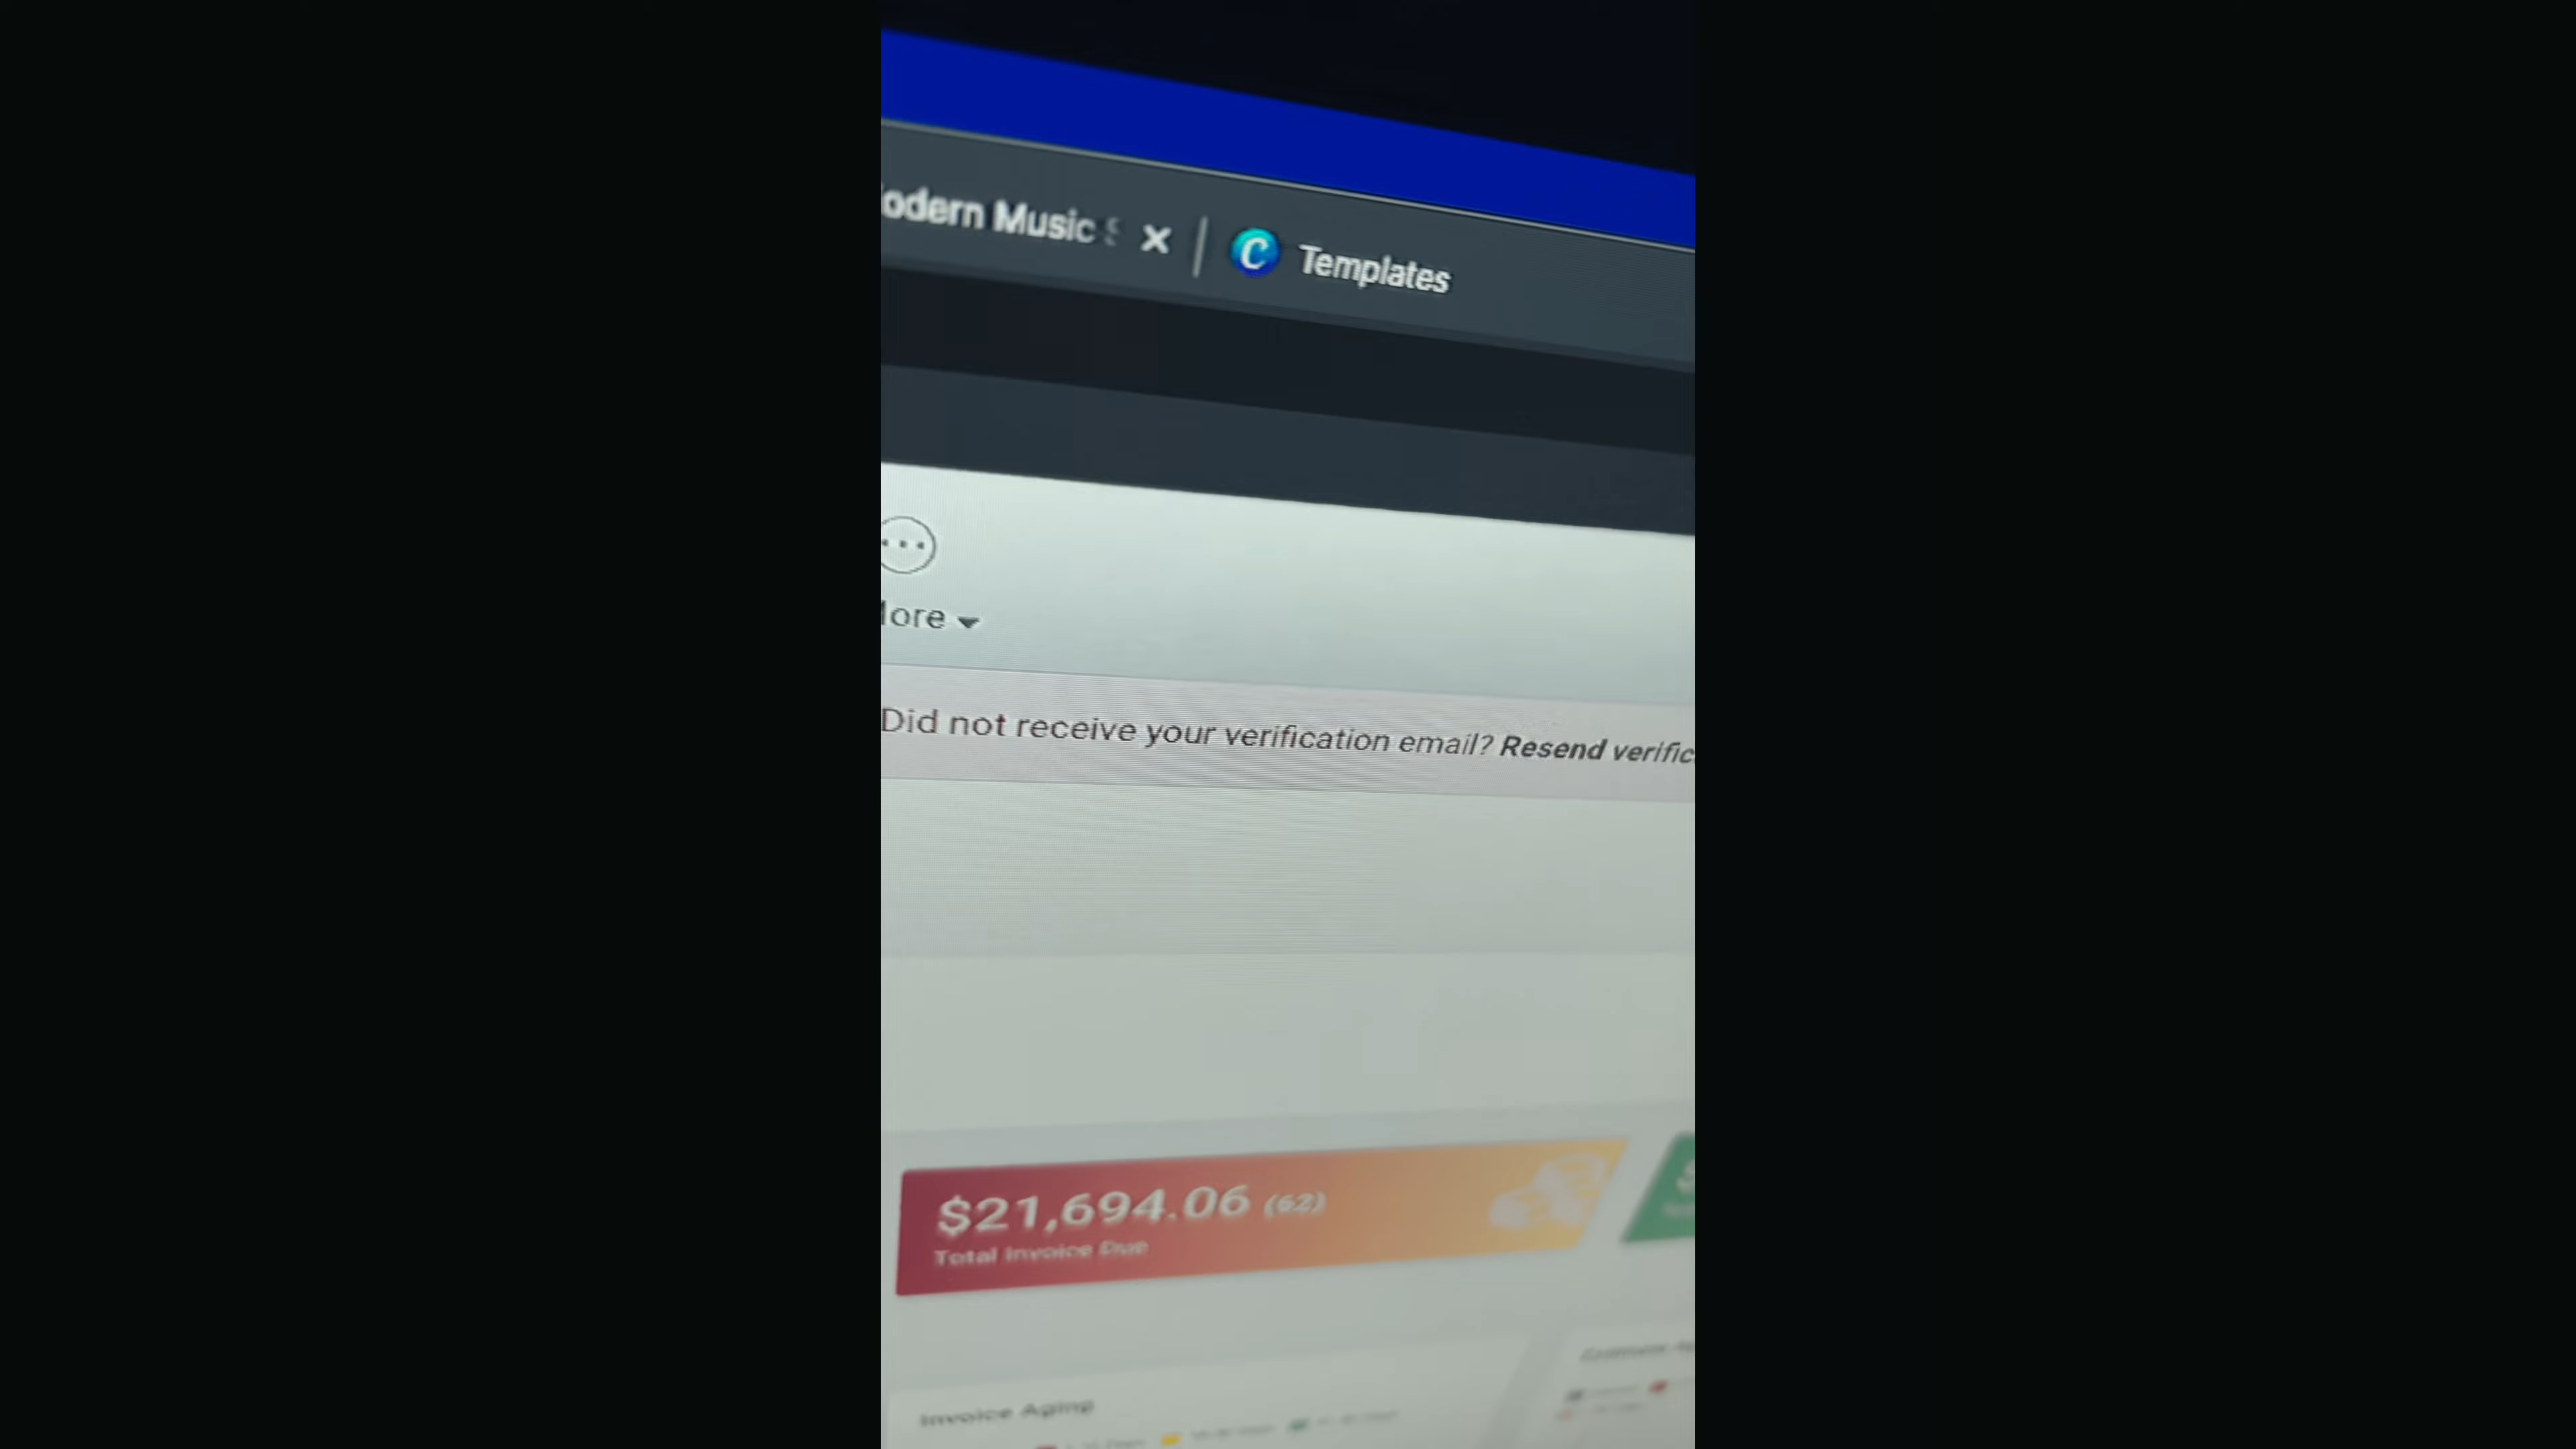 odern Music
C Templates
ore
Did not receive your verification email? Resend verific
$21,694.06 (62)
Total Invoice Due
Invoice Aging